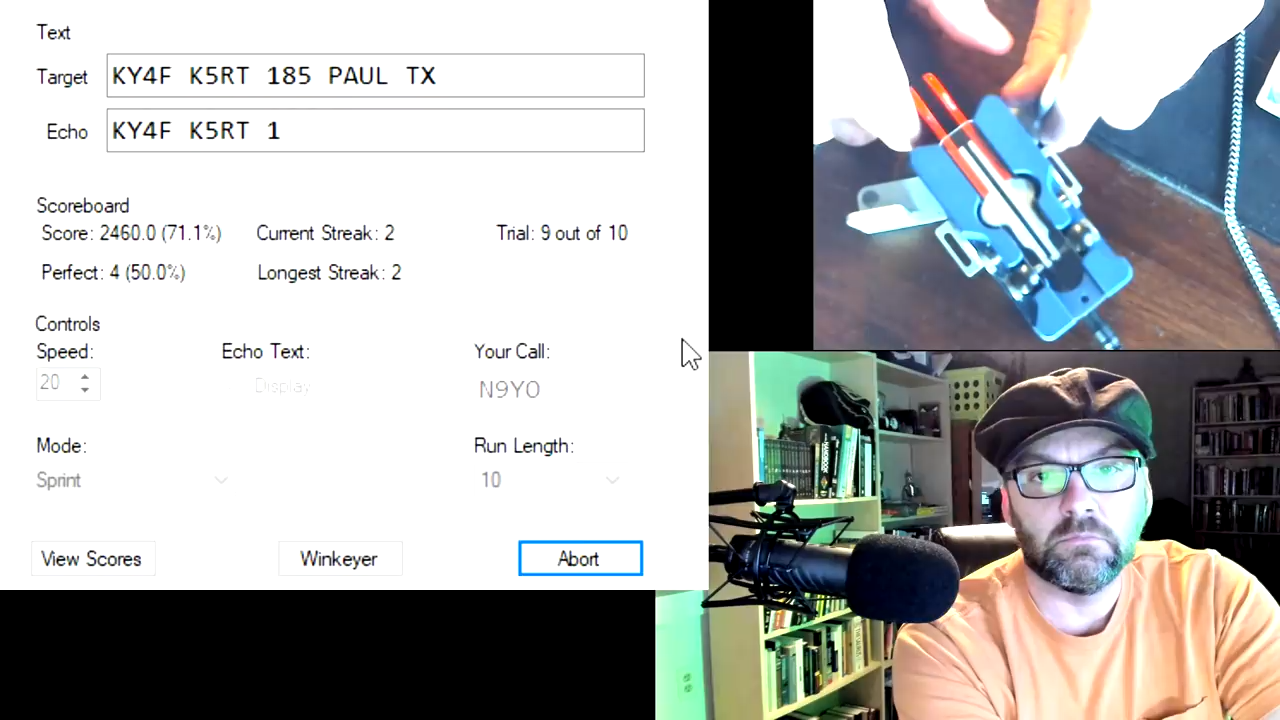 Text
Target KY4F K5RT 185 PAUL TX
Echo KY4F K5RT 1
Scoreboard
Score: 2460.0 (71.1%) Current Streak: 2 Trial: 9 out of 10
Perfect: 4 (50.0%) Longest Streak: 2
Controls
Speed: Echo Text: Your Call:
20 Display N9YO
Mode: Run Length:
Sprint 10
View Scores Winkeyer Abort
HANDBOOK